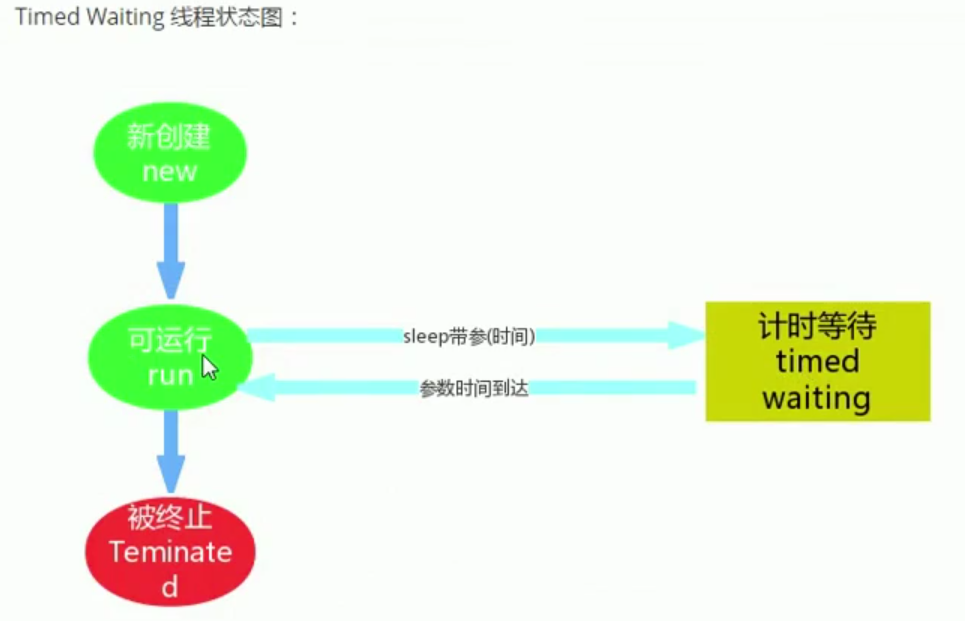 Timed Waiting 线程状态图：
新创建
new
可运行
run
sleep带参(时间)
参数时间到达
计时等待
timed
waiting
被终止
Teminate
d